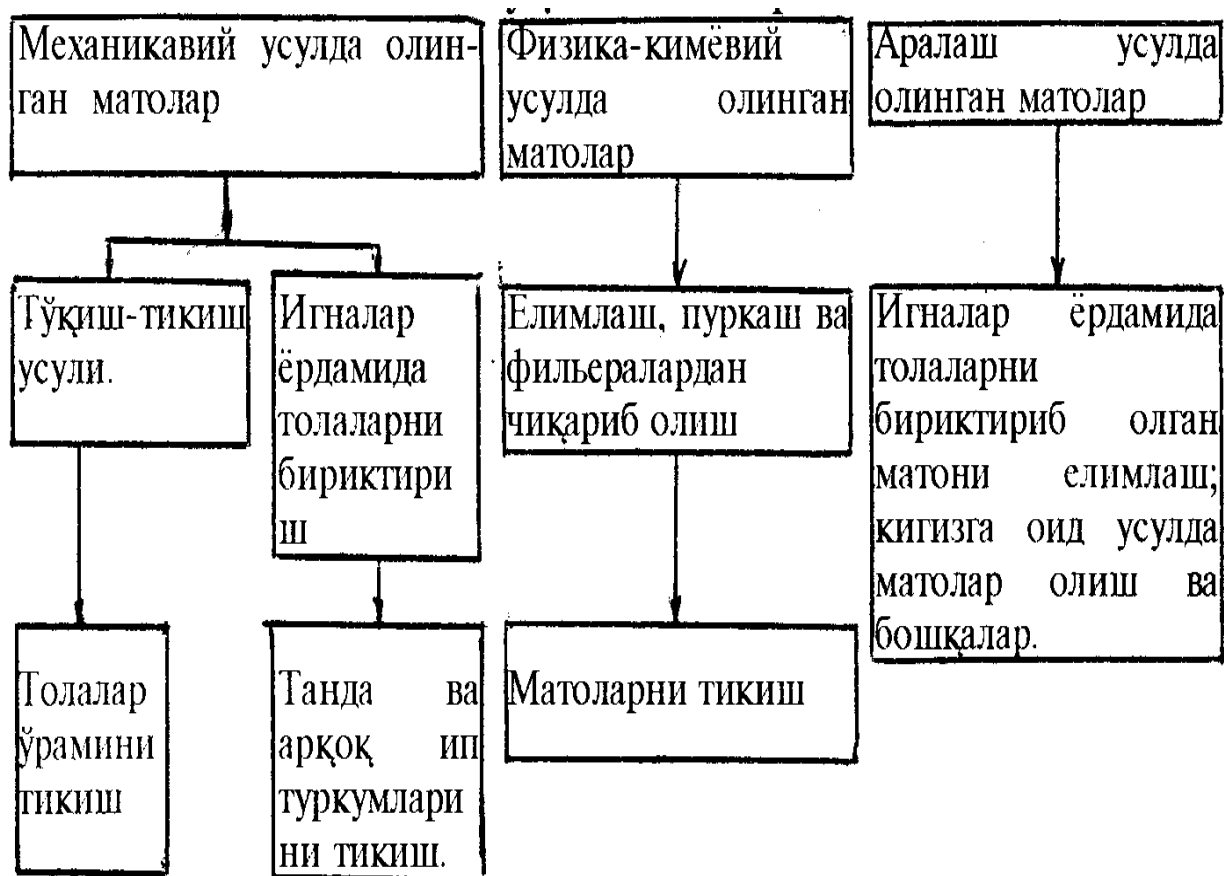 Механикавий усулда олин-
ган матолар
Физика-кимёвий
усулда олинган
матолар
Аралаш усулда
олинган матолар
Тўқиш-тикиш
усули.
Игналар
ёрдамида
толаларни
бириктири
ш
Елимлаш, пуркаш ва
фильералардан
чиқариб олиш
Игналар ёрдамида
толаларни
бириктириб олган
матони елимлаш;
кигизга оид усулда
матолар олиш ва
бошқалар.
Толалар
ўрамини
тикиш
Танда ва
арқоқ ип
туркумлари
ни тикиш.
Матоларни тикиш